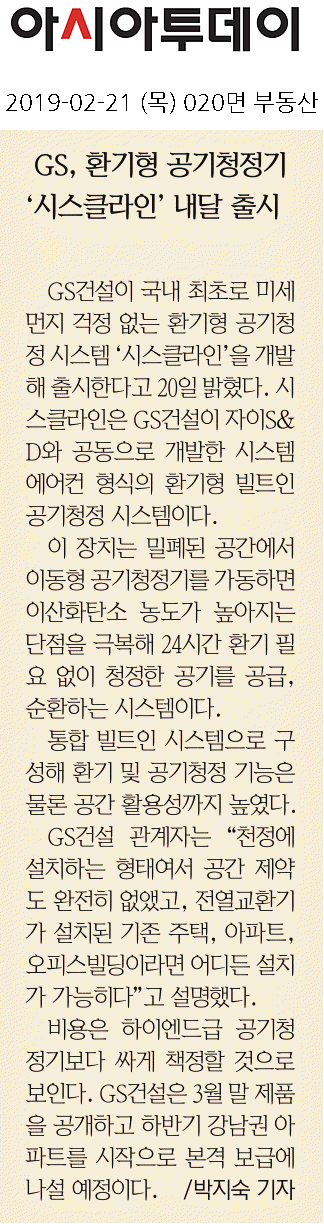 아시아투데이
2019-02-21 (목) 020면 부동산
GS, 환기형 공기청정기
‘시스클라인’ 내달 출시
GS건설이 국내 최초로 미세
먼지 걱정 없는 환기형 공기청
정 시스템 ‘시스클라인’을 개발
해 출시한다고 20일 밝혔다. 시
스클라인은 GS건설이 자이S&
D와 공동으로 개발한 시스템
에어컨 형식의 환기형 빌트인
공기청정 시스템이다.
이 장치는 밀폐된 공간에서
이동형 공기청정기를 가동하면
이산화탄소 농도가 높아지는
단점을 극복해 24시간 환기 필
요 없이 청정한 공기를 공급,
순환하는 시스템이다.
통합 빌트인 시스템으로 구
성해 환기 및 공기청정 기능은
물론 공간 활용성까지 높였다.
GS건설 관계자는 “천정에
설치하는 형태여서 공간 제약
도 완전히 없앴고, 전열교환기
가 설치된 기존 주택, 아파트,
오피스빌딩이라면 어디든 설치
가 가능히다”고 설명했다.
비용은 하이엔드급 공기청
정기보다 싸게 책정할 것으로
보인다. GS건설은 3월 말 제품
을 공개하고 하반기 강남권 아
파트를 시작으로 본격 보급에
나설 예정이다. /박지숙 기자